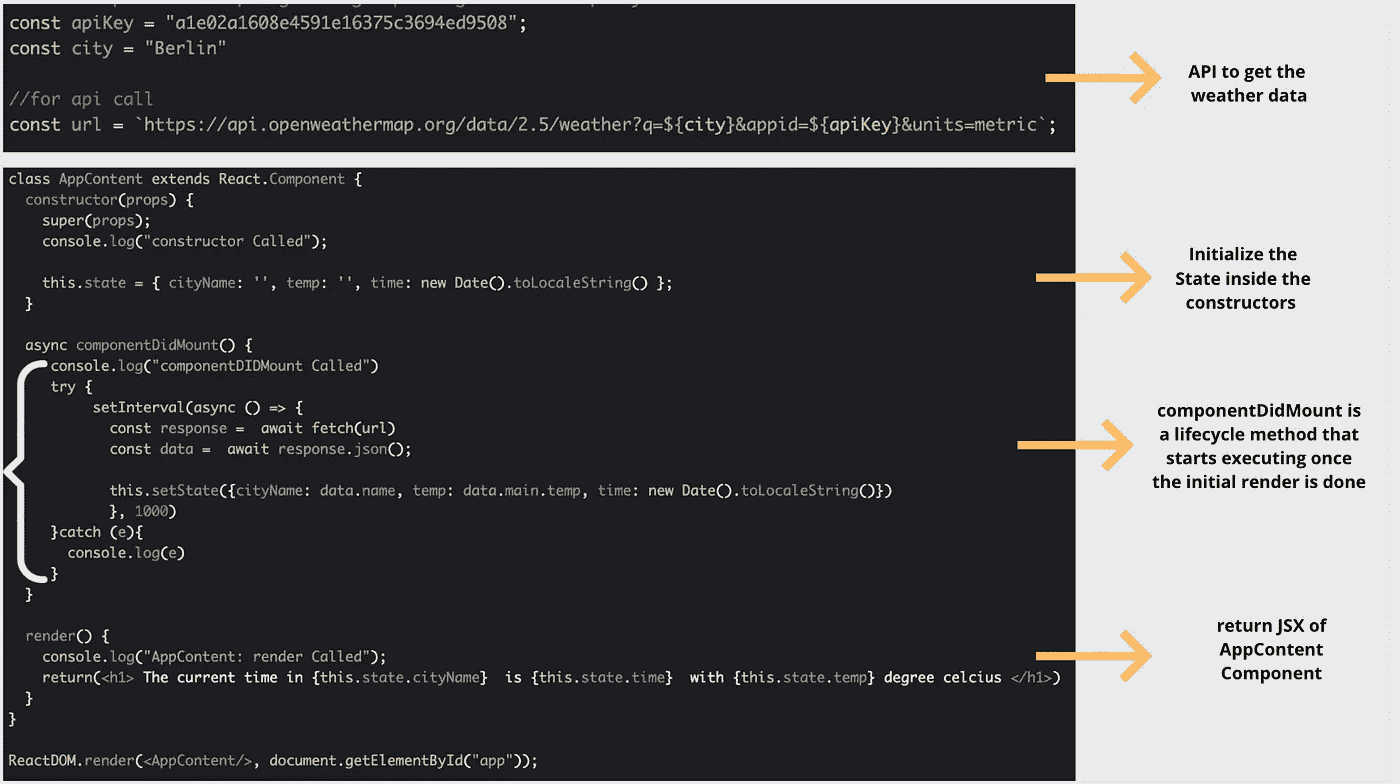 const apiKey = "a1e02a1608e4591e16375c3694ed9508";
const city = "Berlin"
//for api call
const url = `https://api.openweathermap.org/data/2.5/weather?q=${city}&appid=${apiKey}&units=metric`;
API to get the
weather data
class AppContent extends React.Component {
constructor(props) {
super(props);
console.log("constructor Called");
this.state = { cityName: '', temp: '', time: new Date().toLocaleString() };
}
Initialize the
State inside the
constructors
async componentDidMount() {
console.log("componentDIDMount Called")
try {
setInterval(async () => {
const response = await fetch(url)
const data = await response.json();
this.setState({cityName: data.name, temp: data.main.temp, time: new Date().toLocaleString()})
}, 1000)
}catch (e){
console.log(e)
}
}
componentDidMount is
a lifecycle method that
starts executing once
the initial render is done
render() {
console.log("AppContent: render Called");
return(<h1> The current time in {this.state.cityName} is {this.state.time} with {this.state.temp} degree celcius </h1>)
}
}
return JSX of
AppContent
Component
ReactDOM.render(<AppContent/>, document.getElementById("app"));